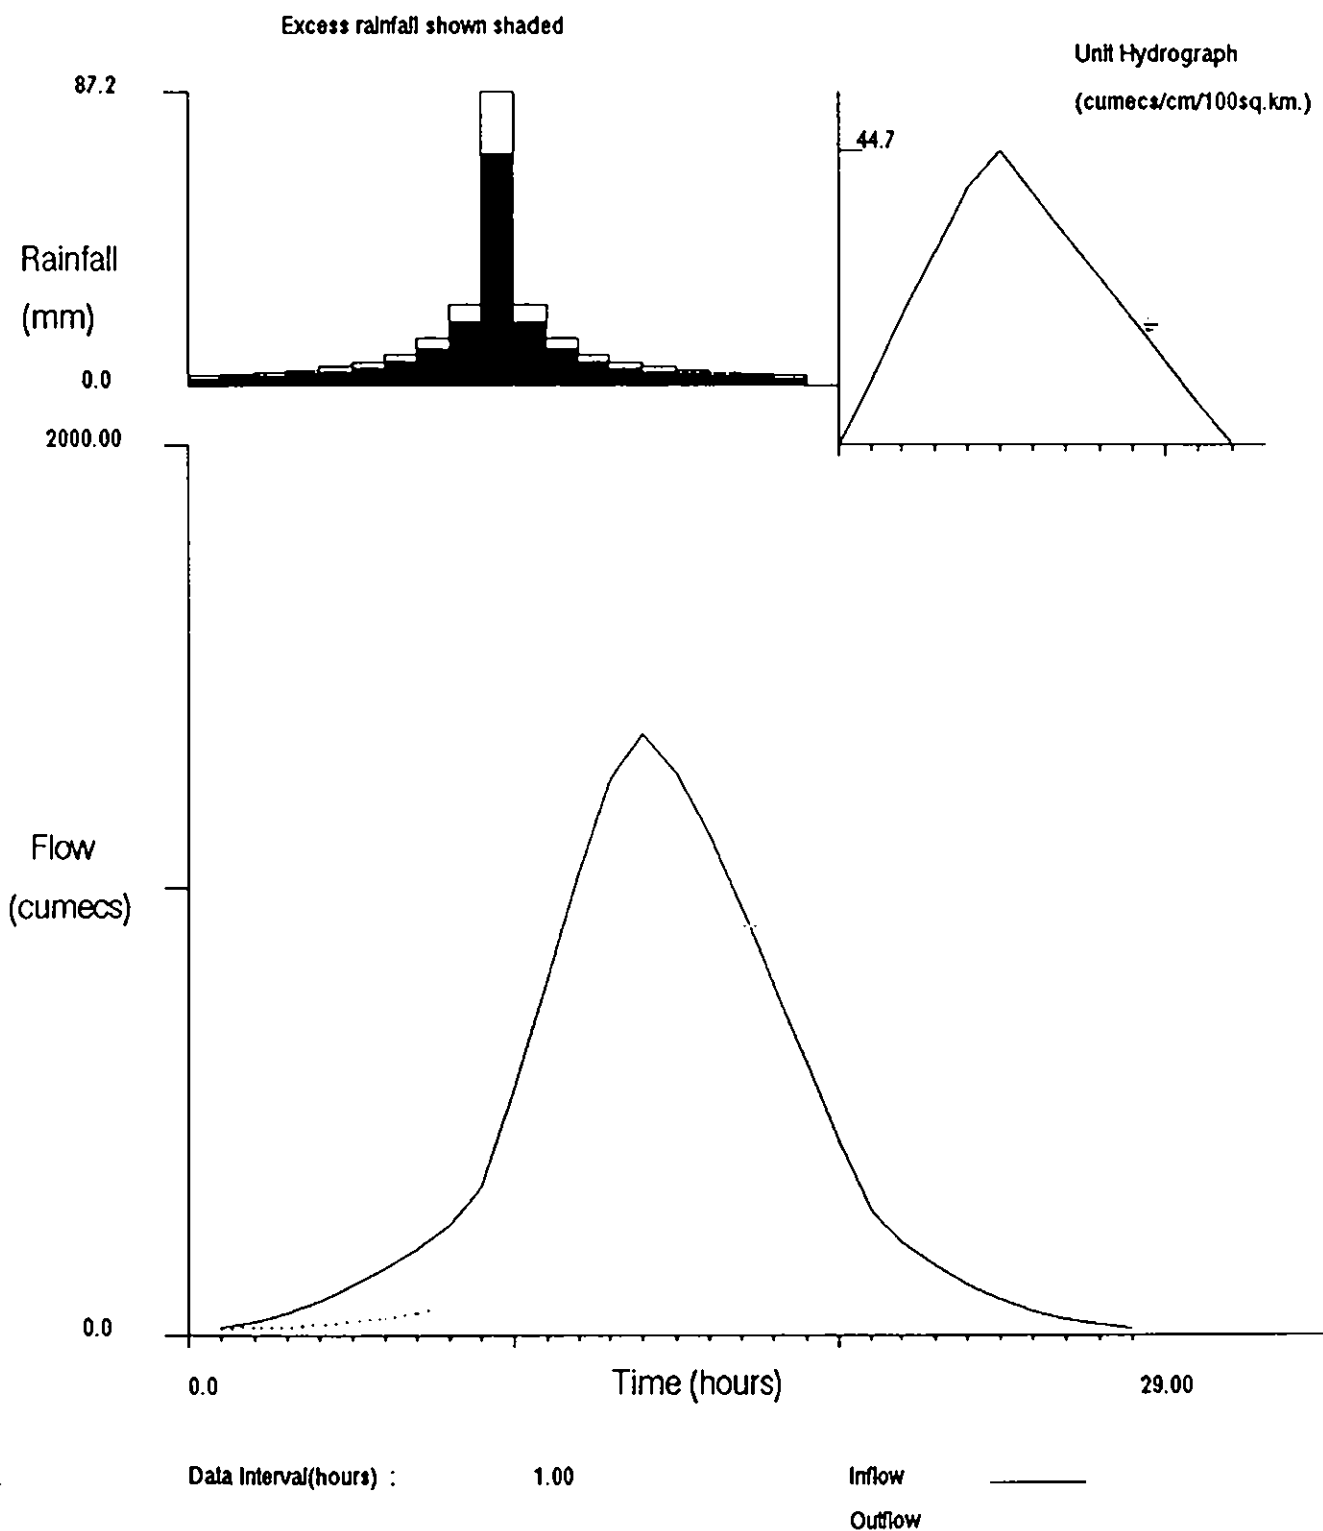 Excess rainfall shown shaded
Unit Hydrograph
(cumecs/cm/100sq.km.)
87.2
44.7
Rainfall
(mm)
0.0
2000.00
Flow
(cumecs)
0.0
0.0
Time (hours)
29.00
Data Interval(hours) :
1.00
Inflow
Outflow